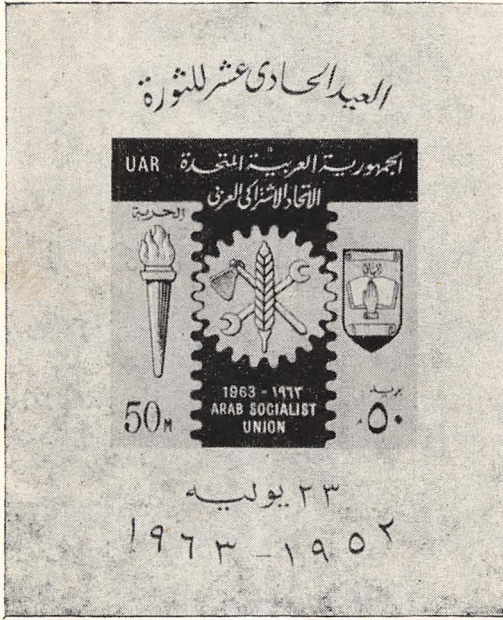 العيد الحادى عشر للثورة
UAR الجمهورية العربية المتحدة
الاتحاد الاشتراكى العربى
الحرية
ميثاق
١٩٦٣ - 1963
ARAB SOCIALIST
UNION
50M
بريد
٥٠
٢٣ يوليه
١٩٥٢ - ١٩٦٣